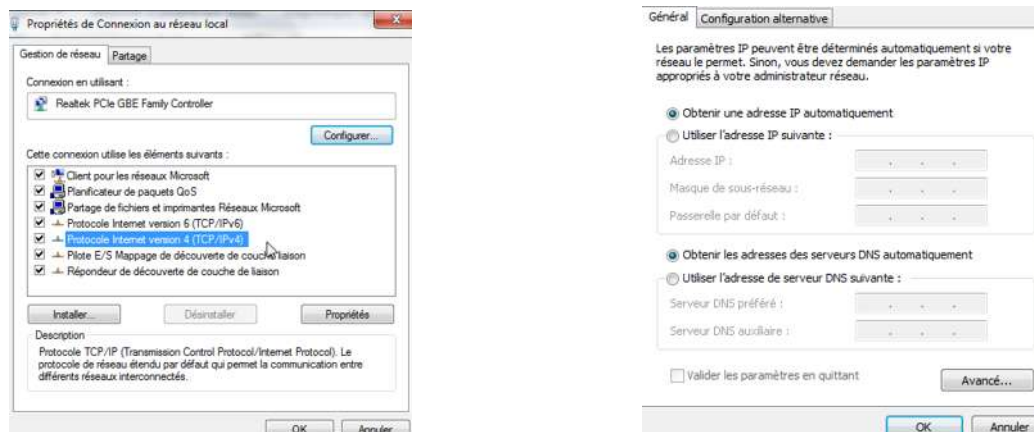 Propriétés de Connexion au réseau local
Gestion de réseau Partage
Connexion en utilisant :
Realtek PCIe GBE Family Controller
Configurer...
Cette connexion utilise les éléments suivants :
Client pour les réseaux Microsoft
Planificateur de paquets QoS
Partage de fichiers et imprimantes Réseaux Microsoft
Protocole Internet version 6 (TCP/IPv6)
Protocole Internet version 4 (TCP/IPv4)
Pilote E/S Mappage de découverte de couche liaison
Répondeur de découverte de couche de liaison
Installer... Désinstaller Propriétés
Description
Protocole TCP/IP (Transmission Control Protocol/Internet Protocol). Le
protocole de réseau étendu par défaut qui permet la communication entre
différents réseaux interconnectés.
OK Annuler
Général Configuration alternative
Les paramètres IP peuvent être déterminés automatiquement si votre
réseau le permet. Sinon, vous devez demander les paramètres IP
appropriés à votre administrateur réseau.
Obtenir une adresse IP automatiquement
Utiliser l'adresse IP suivante :
Adresse IP :
Masque de sous-réseau :
Passerelle par défaut :
Obtenir les adresses des serveurs DNS automatiquement
Utiliser l'adresse de serveur DNS suivante :
Serveur DNS préféré :
Serveur DNS auxiliaire :
Valider les paramètres en quittant
Avancé...
OK Annuler